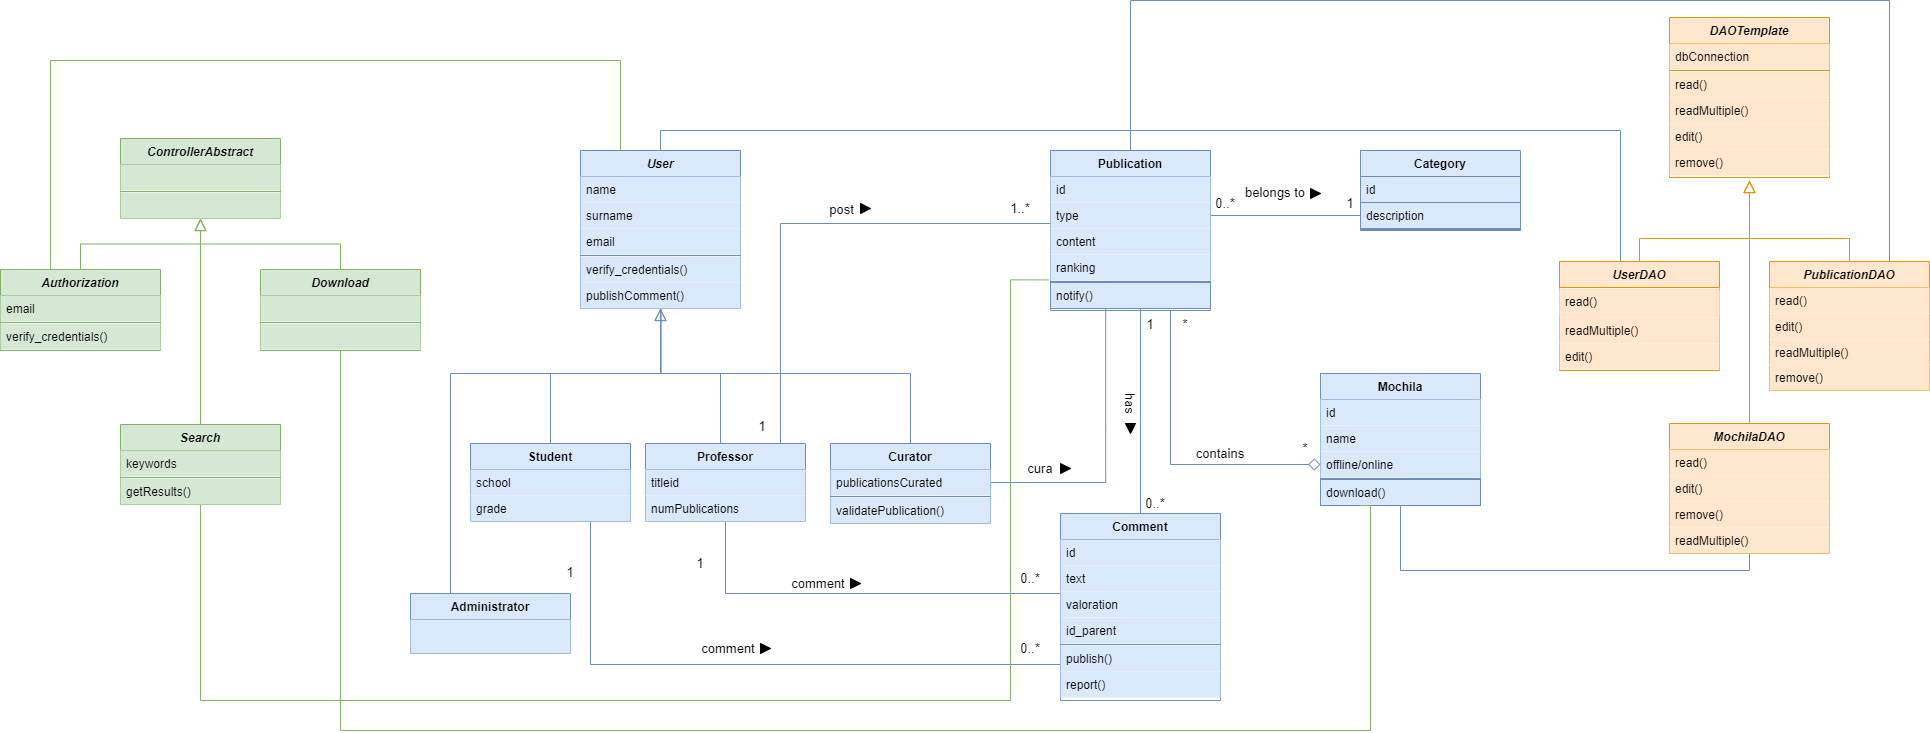 DAOTemplate
dbConnection
read()
readMultiple()
edit()
remove()
ControllerAbstract
User
name
surname
email
verify_credentials()
publishComment()
Publication
id
type
content
ranking
notify()
Category
id
description
belongs to
0..*
1
post
1..*
1
Authorization
email
verify_credentials()
Download
UserDAO
read()
readMultiple()
edit()
PublicationDAO
read()
edit()
readMultiple()
remove()
1
*
has
0..*
Mochila
id
name
offline/online
download()
contains
*
MochilaDAO
read()
edit()
remove()
readMultiple()
Search
keywords
getResults()
Student
school
grade
Professor
titleid
numPublications
Curator
publicationsCurated
validatePublication()
cura
Comment
id
text
valoration
id_parent
publish()
report()
1
comment
0..*
1
comment
0..*
Administrator